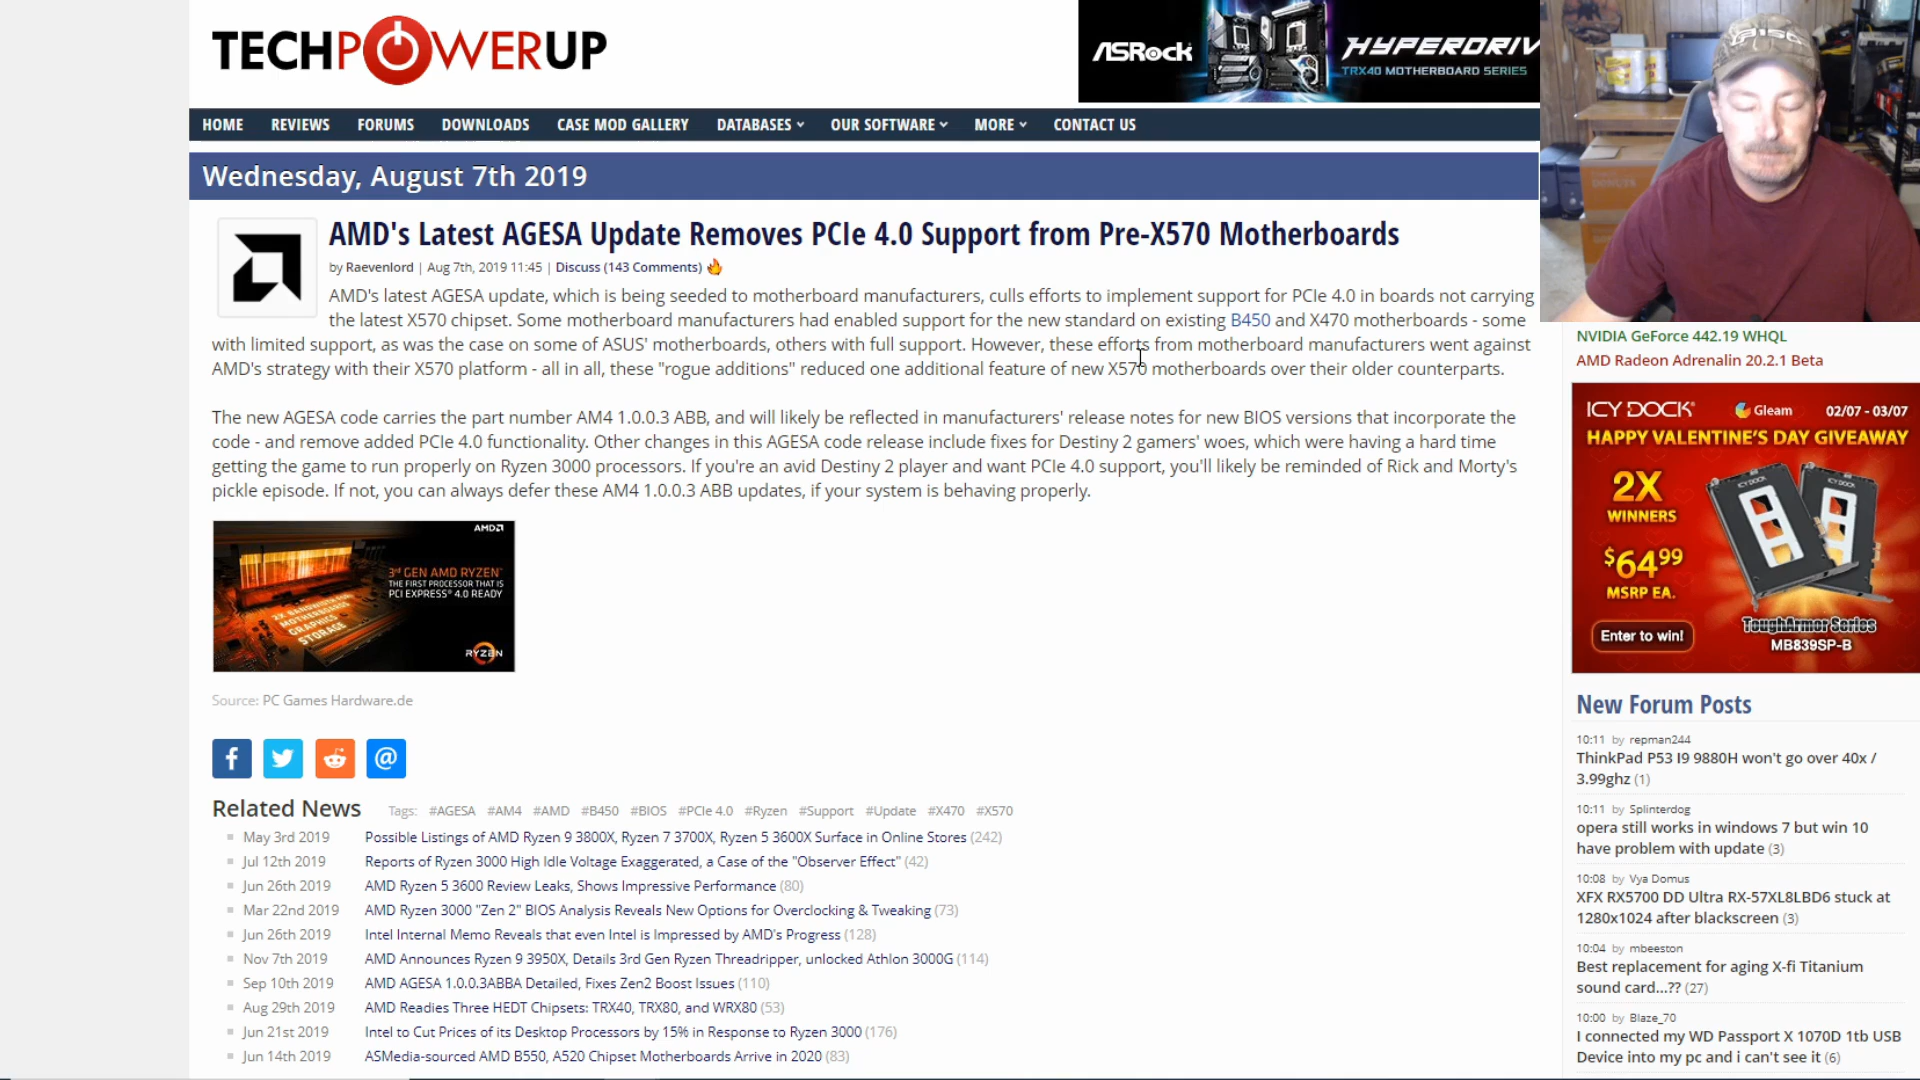 TECHPOWERUP
ASRock
HYPERDRIV
TRX40 MOTHERBOARD SERIES
HOME REVIEWS FORUMS DOWNLOADS CASE MOD GALLERY DATABASES OUR SOFTWARE MORE CONTACT US
Wednesday, August 7th 2019
AMD's Latest AGESA Update Removes PCIe 4.0 Support from Pre-X570 Motherboards
by Raevenlord | Aug 7th, 2019 11:45 | Discuss (143 Comments)
AMD's latest AGESA update, which is being seeded to motherboard manufacturers, culls efforts to implement support for PCIe 4.0 in boards not carrying
the latest X570 chipset. Some motherboard manufacturers had enabled support for the new standard on existing B450 and X470 motherboards - some
with limited support, as was the case on some of ASUS' motherboards, others with full support. However, these efforts from motherboard manufacturers went against
AMD's strategy with their X570 platform - all in all, these "rogue additions" reduced one additional feature of new X570 motherboards over their older counterparts.
The new AGESA code carries the part number AM4 1.0.0.3 ABB, and will likely be reflected in manufacturers' release notes for new BIOS versions that incorporate the
code - and remove added PCIe 4.0 functionality. Other changes in this AGESA code release include fixes for Destiny 2 gamers' woes, which were having a hard time
getting the game to run properly on Ryzen 3000 processors. If you're an avid Destiny 2 player and want PCIe 4.0 support, you'll likely be reminded of Rick and Morty's
pickle episode. If not, you can always defer these AM4 1.0.0.3 ABB updates, if your system is behaving properly.
AMD
3rd GEN AMD RYZEN™
THE FIRST PROCESSOR THAT IS
PCI EXPRESS® 4.0 READY
2X BANDWIDTH FOR
MOTHERBOARDS
GRAPHICS
STORAGE
RYZEN
Source: PC Games Hardware.de
Related News Tags: #AGESA #AM4 #AMD #B450 #BIOS #PCIe 4.0 #Ryzen #Support #Update #X470 #X570
May 3rd 2019 Possible Listings of AMD Ryzen 9 3800X, Ryzen 7 3700X, Ryzen 5 3600X Surface in Online Stores (242)
Jul 12th 2019 Reports of Ryzen 3000 High Idle Voltage Exaggerated, a Case of the "Observer Effect" (42)
Jun 26th 2019 AMD Ryzen 5 3600 Review Leaks, Shows Impressive Performance (80)
Mar 22nd 2019 AMD Ryzen 3000 "Zen 2" BIOS Analysis Reveals New Options for Overclocking & Tweaking (73)
Jun 26th 2019 Intel Internal Memo Reveals that even Intel is Impressed by AMD's Progress (128)
Nov 7th 2019 AMD Announces Ryzen 9 3950X, Details 3rd Gen Ryzen Threadripper, unlocked Athlon 3000G (114)
Sep 10th 2019 AMD AGESA 1.0.0.3ABBA Detailed, Fixes Zen2 Boost Issues (110)
Aug 29th 2019 AMD Readies Three HEDT Chipsets: TRX40, TRX80, and WRX80 (53)
Jun 21st 2019 Intel to Cut Prices of its Desktop Processors by 15% in Response to Ryzen 3000 (176)
Jun 14th 2019 ASMedia-sourced AMD B550, A520 Chipset Motherboards Arrive in 2020 (83)
NVIDIA GeForce 442.19 WHQL
AMD Radeon Adrenalin 20.2.1 Beta
ICY DOCK Gleam 02/07 - 03/07
HAPPY VALENTINE'S DAY GIVEAWAY
2X
WINNERS
$64⁹⁹
MSRP EA.
Enter to win!
ToughArmor Series
MB839SP-B
New Forum Posts
10:11 by repman244
ThinkPad P53 I9 9880H won't go over 40x /
3.99ghz (1)
10:11 by Splinterdog
opera still works in windows 7 but win 10
have problem with update (3)
10:08 by Vya Domus
XFX RX5700 DD Ultra RX-57XL8LBD6 stuck at
1280x1024 after blackscreen (3)
10:04 by mbeeston
Best replacement for aging X-fi Titanium
sound card...?? (27)
10:00 by Blaze_70
I connected my WD Passport X 1070D 1tb USB
Device into my pc and i can't see it (6)